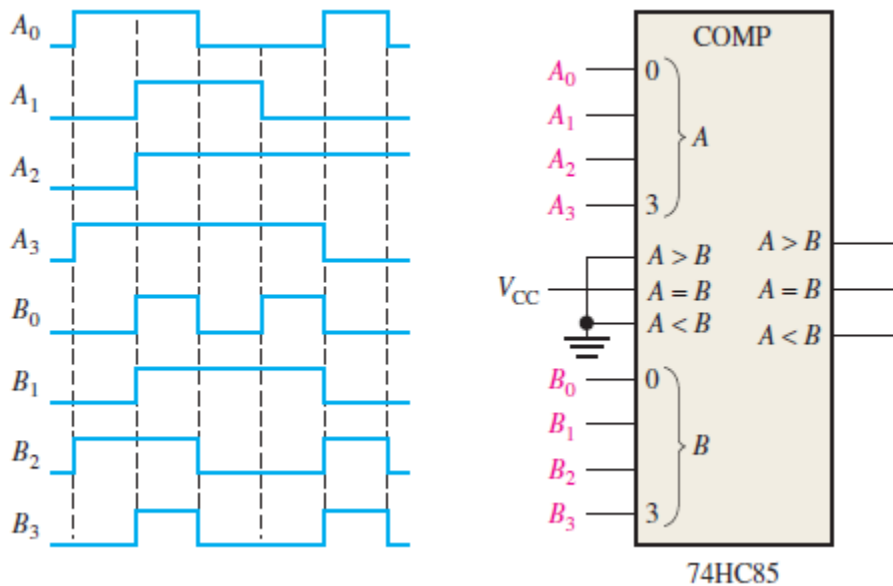 A0
A1
A2
A3
B0
B1
B2
B3
COMP
A0 0
A1
A2 A
A3 3
A > B A > B
VCC A = B A = B
A < B A < B
B0 0
B1
B2 B
B3 3
74HC85